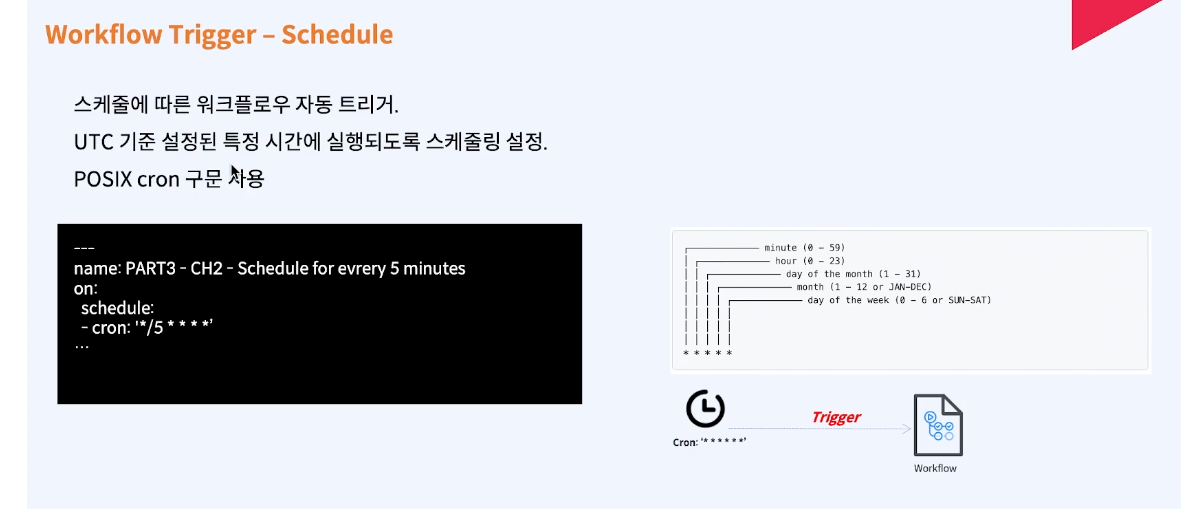 Workflow Trigger – Schedule
스케줄에 따른 워크플로우 자동 트리거.
UTC 기준 설정된 특정 시간에 실행되도록 스케줄링 설정.
POSIX cron 구문 사용
---
name: PART3 - CH2 - Schedule for evrery 5 minutes
on:
schedule:
- cron: '*/5 * * * *'
...
minute (0 - 59)
hour (0 - 23)
day of the month (1 - 31)
month (1 - 12 or JAN-DEC)
day of the week (0 - 6 or SUN-SAT)
* * * * *
Trigger
Cron: '* * * * * *'
Workflow